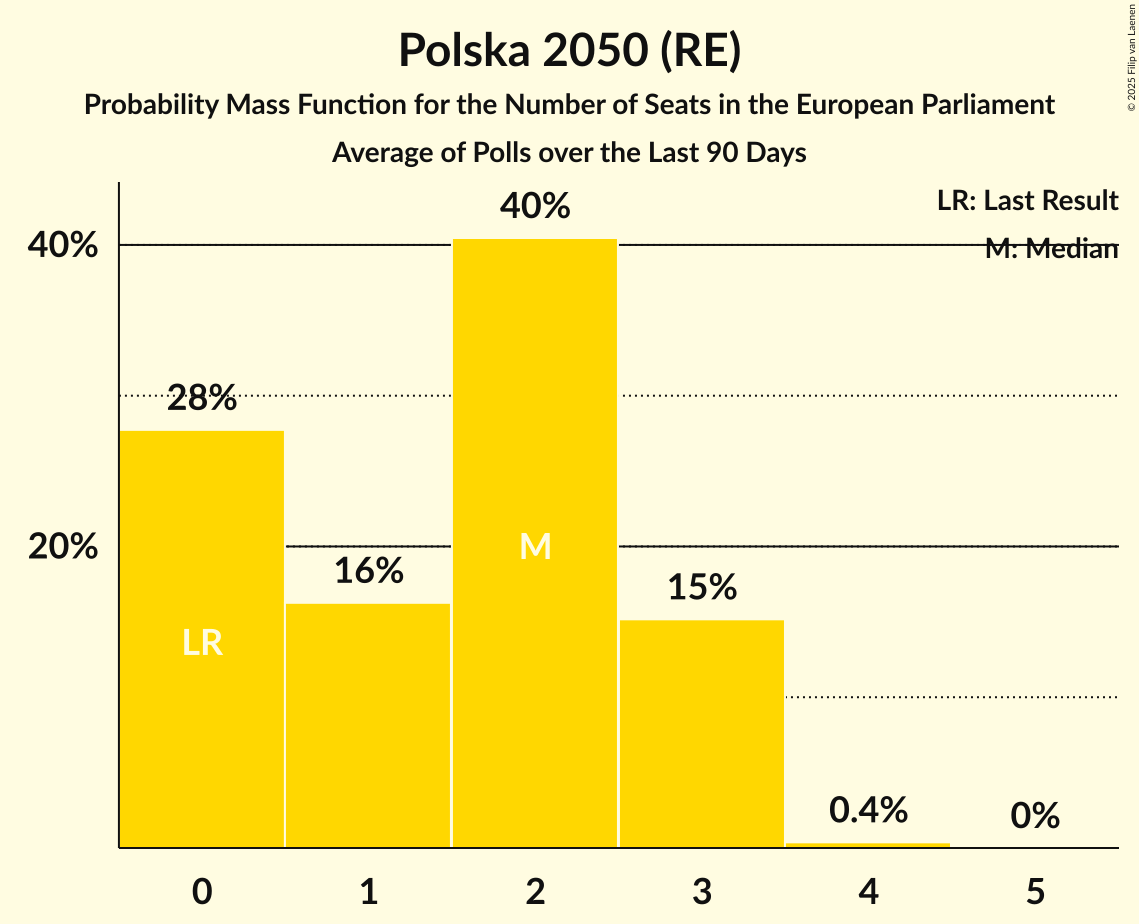 Polska 2050 (RE)
Probability Mass Function for the Number of Seats in the European Parliament
Average of Polls over the Last 90 Days
© 2025 Filip van Laenen
LR: Last Result
M: Median
40%
20%
28%
16%
40%
15%
0.4%
0%
LR
M
0 1 2 3 4 5